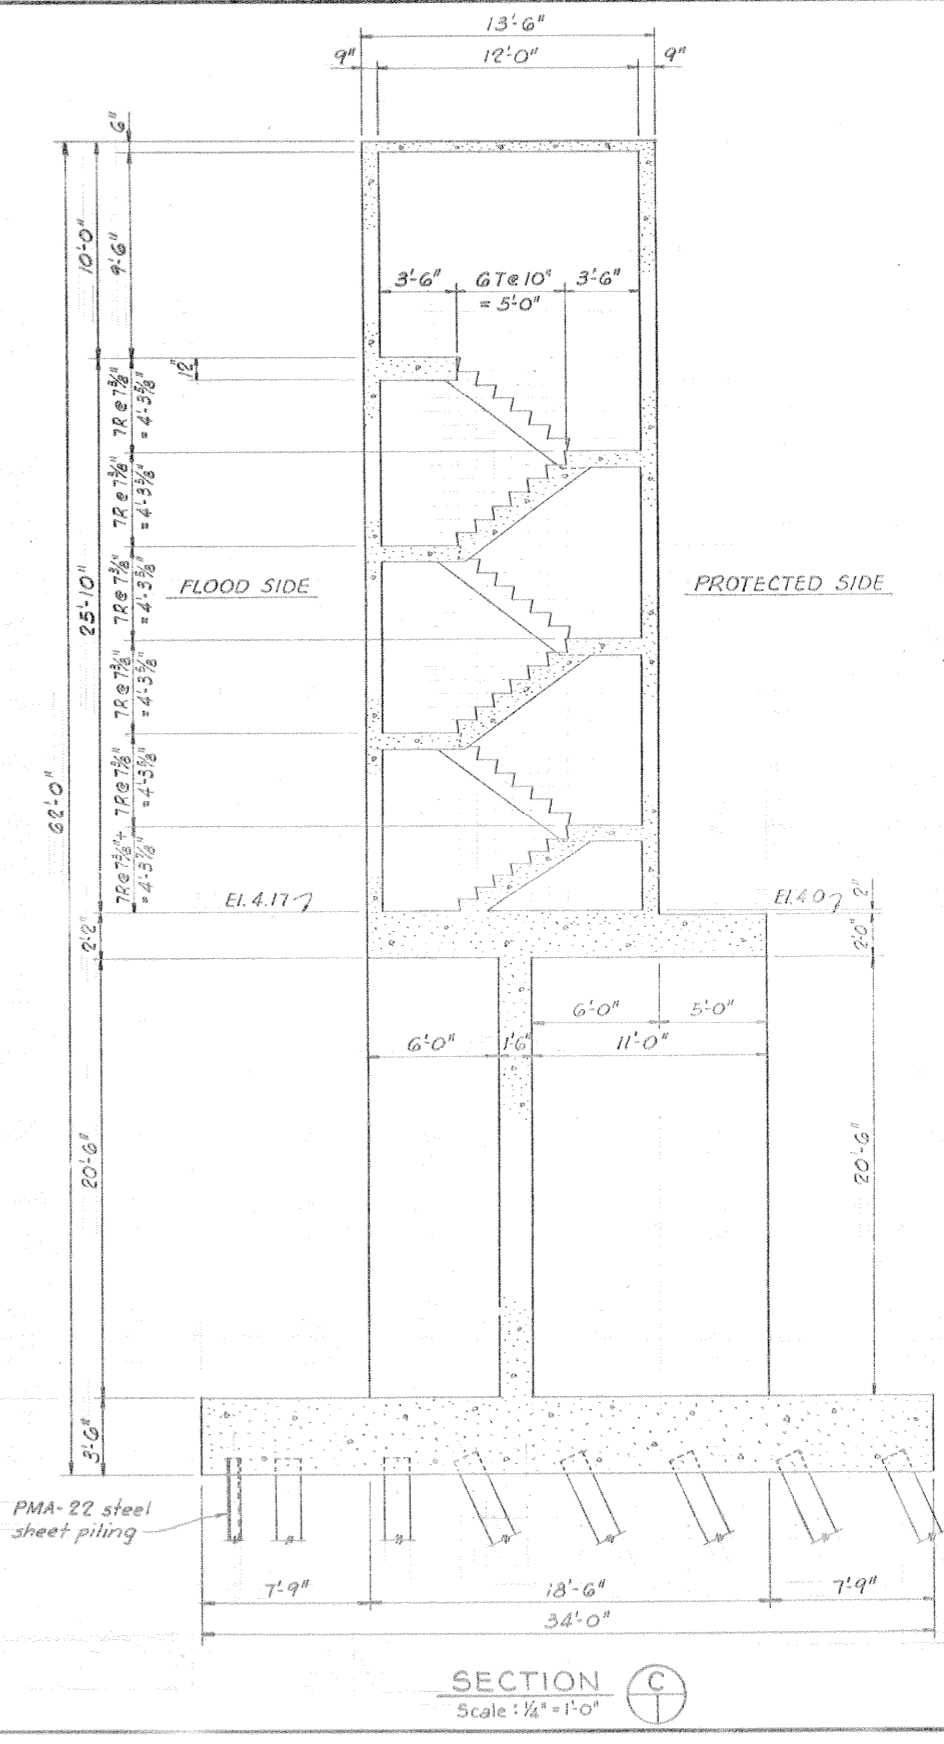 13'-6"
9"
12'-0"
9"
6"
10'-0"
9'-6"
3'-6"
6T@10"
= 5'-0"
3'-6"
12"
7R@7⅜"
= 4'-3⅝"
7R@7⅜"
= 4'-3⅝"
7R@7⅜"
= 4'-3⅝"
7R@7⅜"
= 4'-3⅝"
7R@7⅜"
= 4'-3⅝"
7R@7⅜"+
= 4'-3⅞"
25'-10"
62'-0"
FLOOD SIDE
PROTECTED SIDE
El. 4.17
El. 4.0
2"
2'-2"
2'-0"
6'-0"
5'-0"
6'-0"
1'-6"
11'-0"
20'-6"
20'-6"
3'-6"
PMA-22 steel
sheet piling
7'-9"
18'-6"
7'-9"
34'-0"
SECTION
C
1
Scale: ¼" = 1'-0"